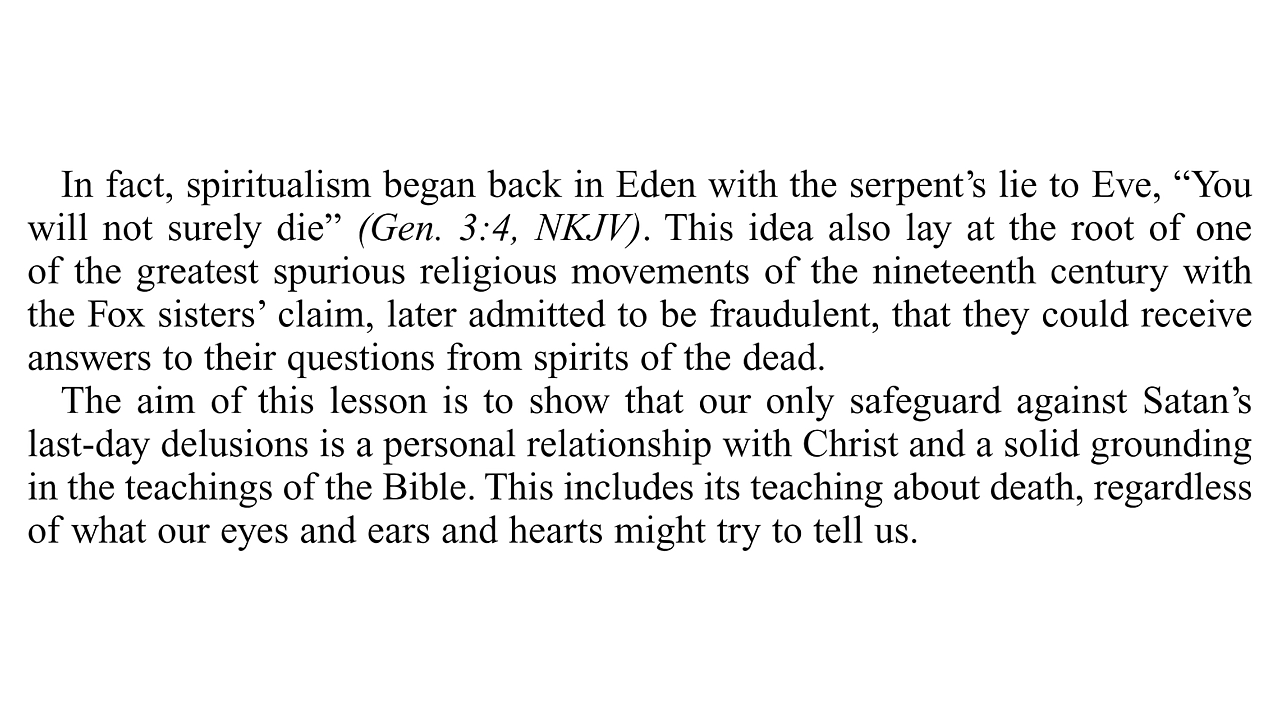 In fact, spiritualism began back in Eden with the serpent’s lie to Eve, “You
will not surely die” (Gen. 3:4, NKJV). This idea also lay at the root of one
of the greatest spurious religious movements of the nineteenth century with
the Fox sisters’ claim, later admitted to be fraudulent, that they could receive
answers to their questions from spirits of the dead.
The aim of this lesson is to show that our only safeguard against Satan’s
last-day delusions is a personal relationship with Christ and a solid grounding
in the teachings of the Bible. This includes its teaching about death, regardless
of what our eyes and ears and hearts might try to tell us.